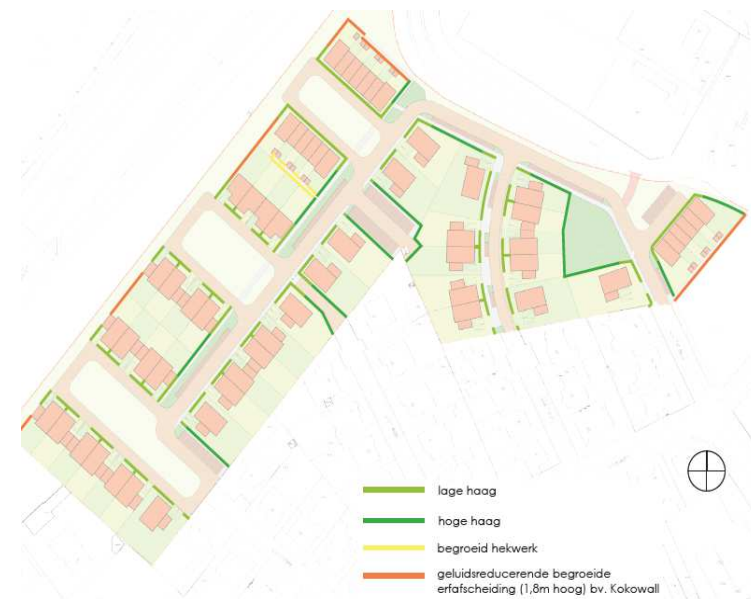 lage haag
hoge haag
begroeid hekwerk
geluidsreducerende begroeide
erfafscheiding (1,8m hoog) bv. Kokowall